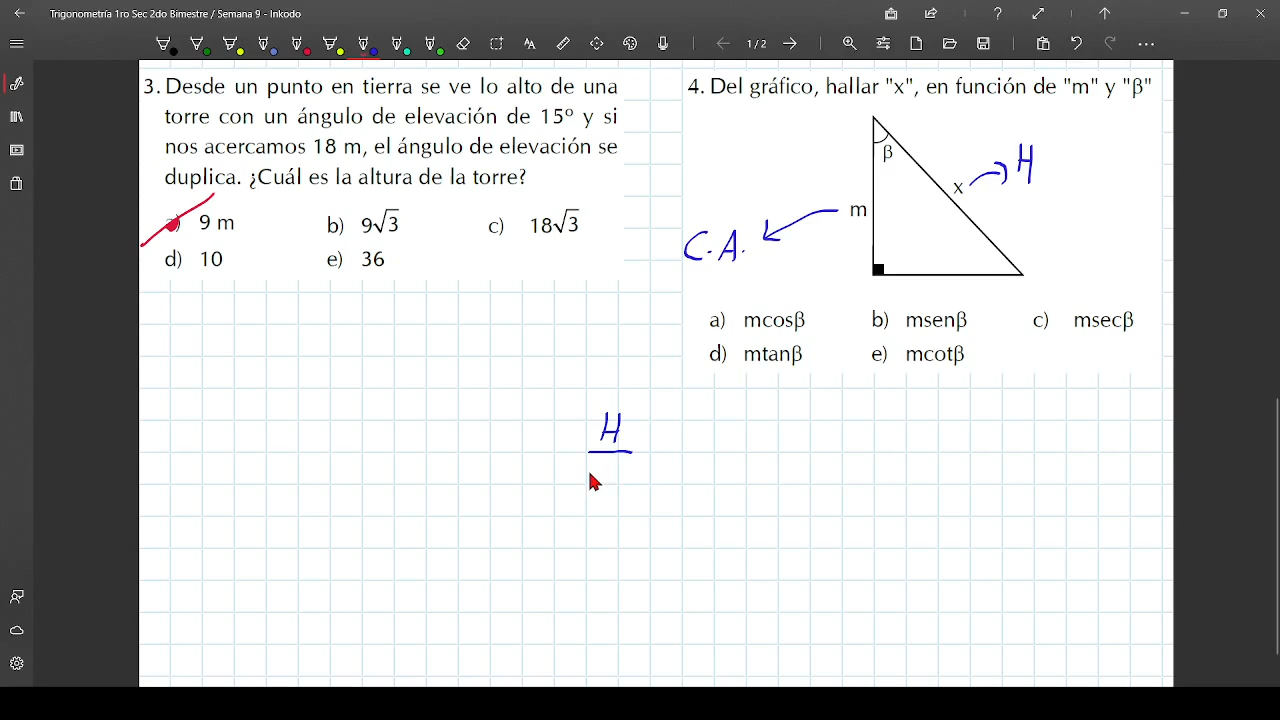 Trigonometría 1ro Sec 2do Bimestre / Semana 9 - Inkodo
1/2
3. Desde un punto en tierra se ve lo alto de una
torre con un ángulo de elevación de 15º y si
nos acercamos 18 m, el ángulo de elevación se
duplica. ¿Cuál es la altura de la torre?
a) 9 m b) 9√3 c) 18√3
d) 10 e) 36
4. Del gráfico, hallar "x", en función de "m" y "β"
β
H
x
m
C.A.
a) mcosβ b) msenβ c) msecβ
d) mtanβ e) mcotβ
H